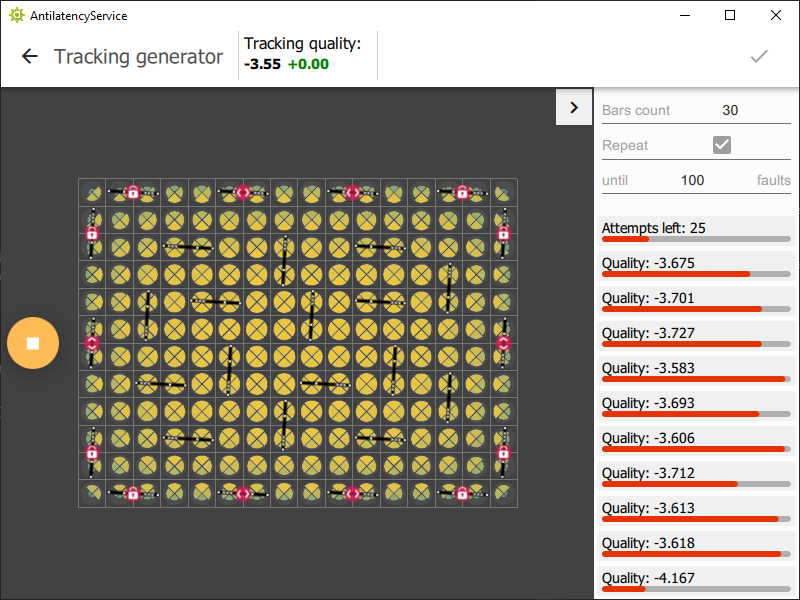 AntilatencyService
Tracking generator
Tracking quality:
-3.55 +0.00
Bars count 30
Repeat
until 100 faults
Attempts left: 25
Quality: -3.675
Quality: -3.701
Quality: -3.727
Quality: -3.583
Quality: -3.693
Quality: -3.606
Quality: -3.712
Quality: -3.613
Quality: -3.618
Quality: -4.167